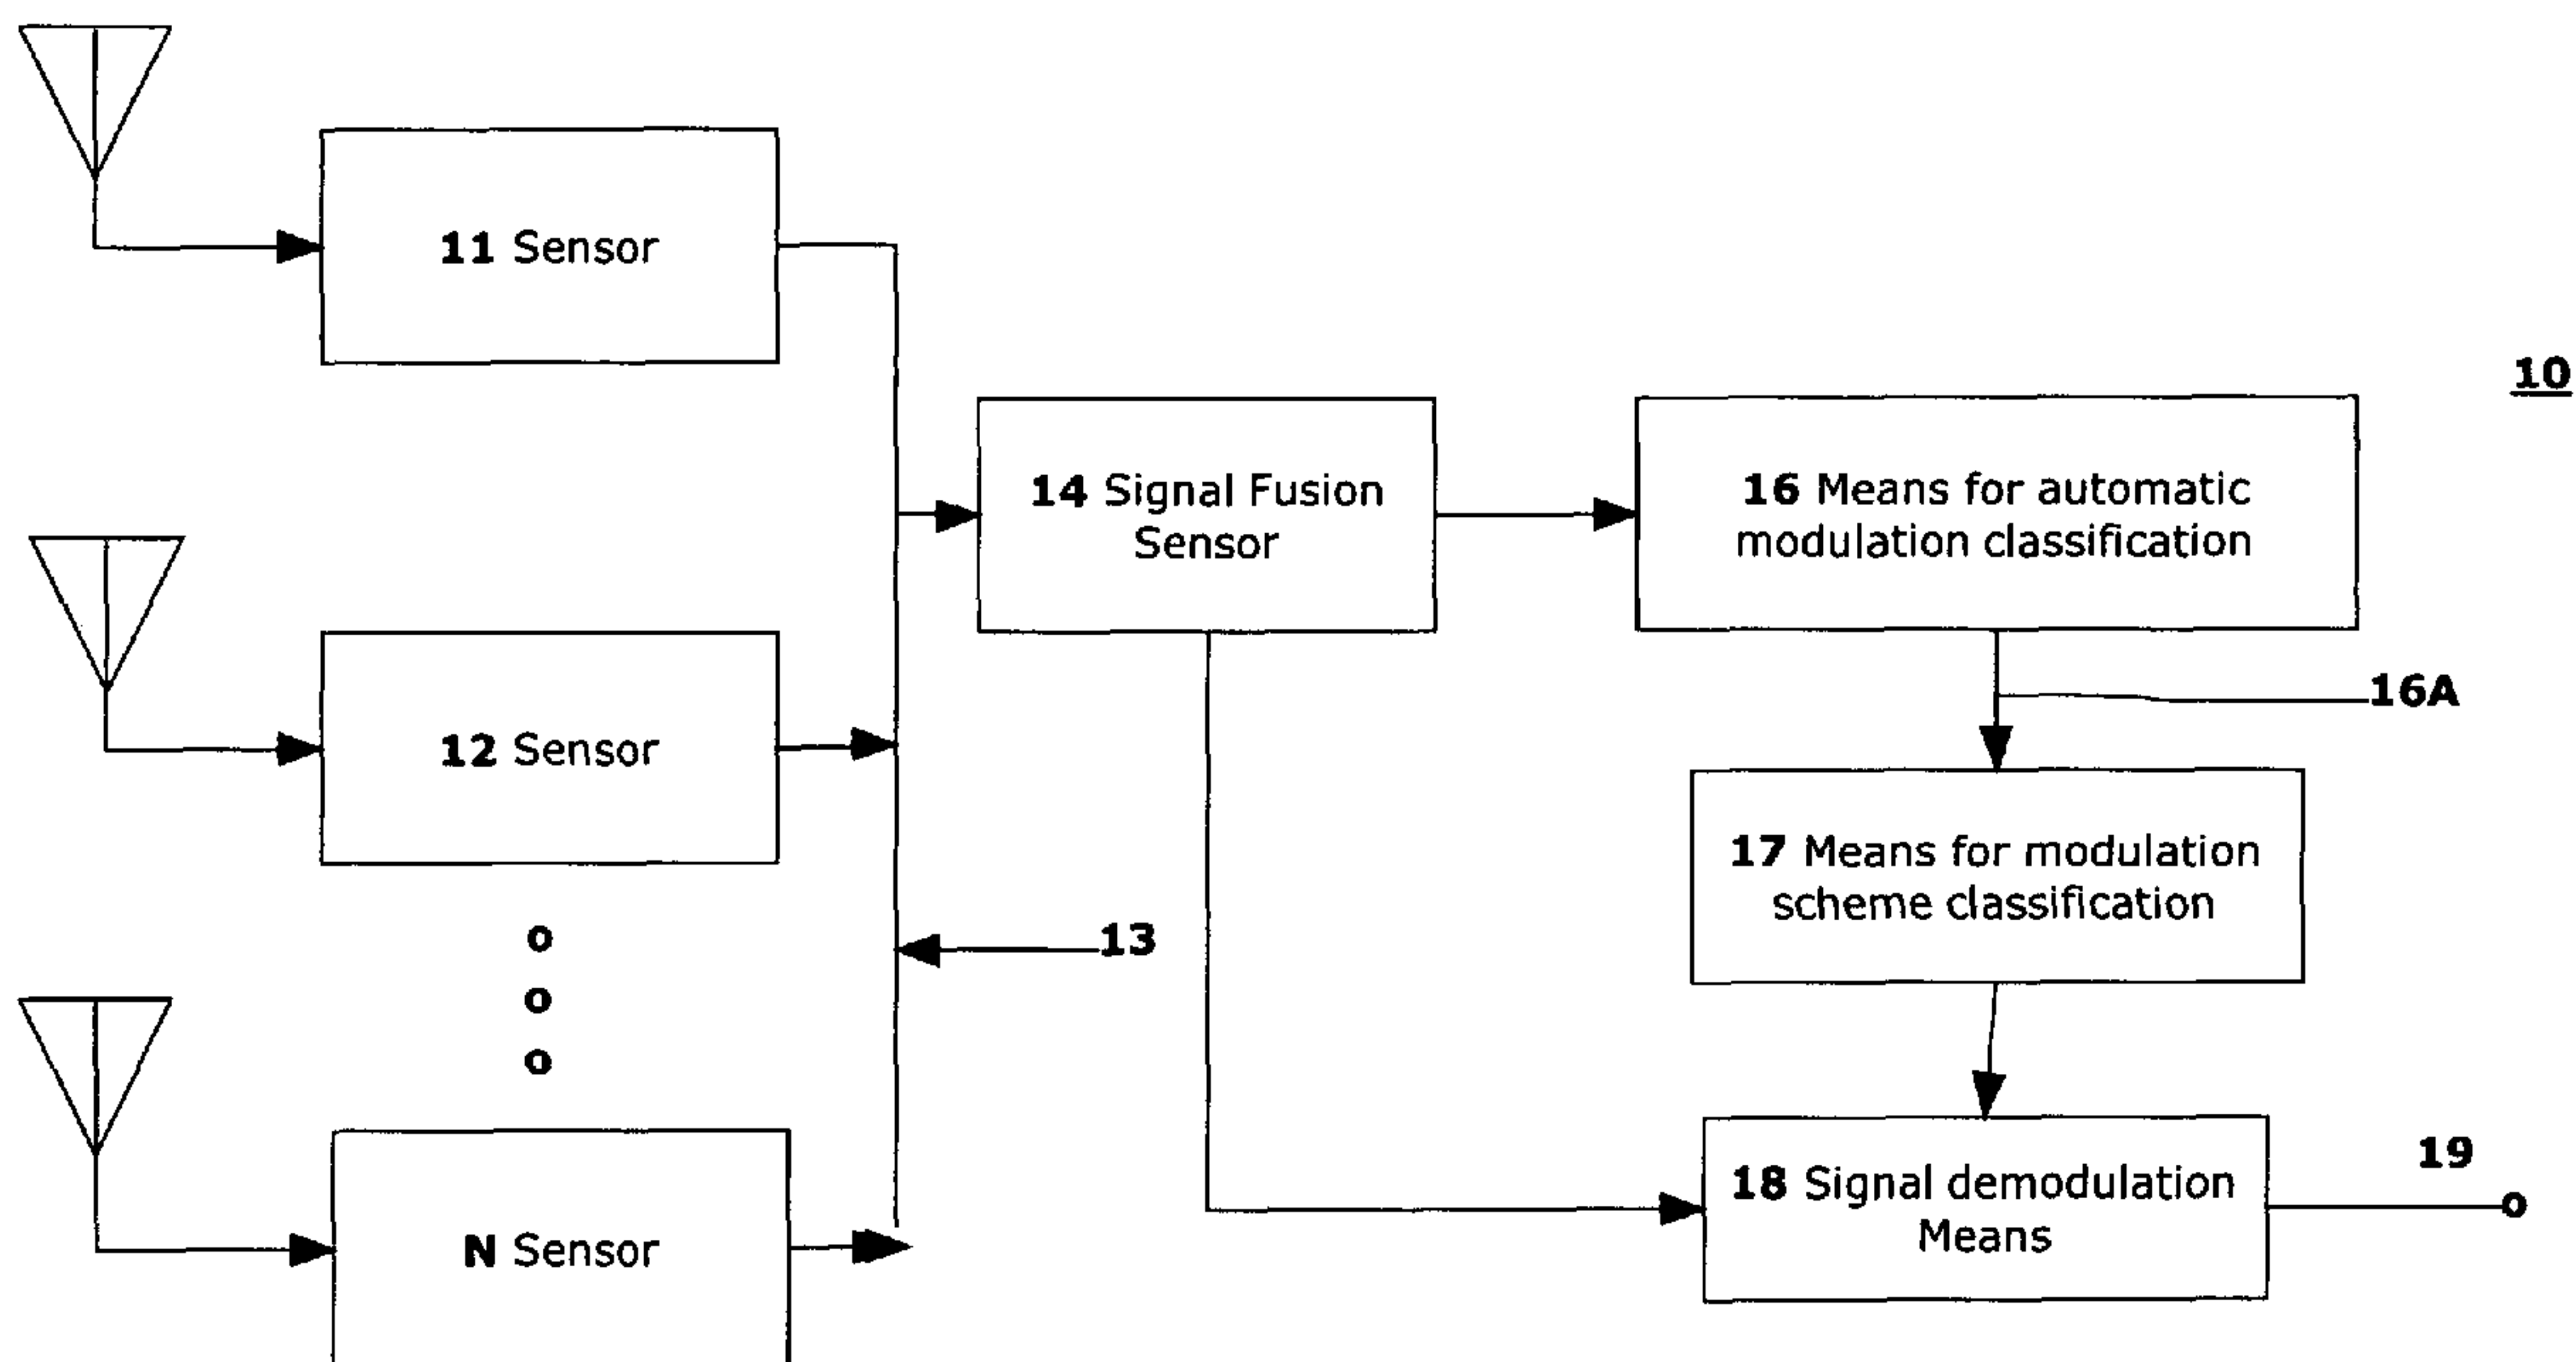 11 Sensor
10
14 Signal Fusion
Sensor
16 Means for automatic
modulation classification
16A
12 Sensor
17 Means for modulation
scheme classification
13
o
o
o
19
18 Signal demodulation
Means
o
N Sensor